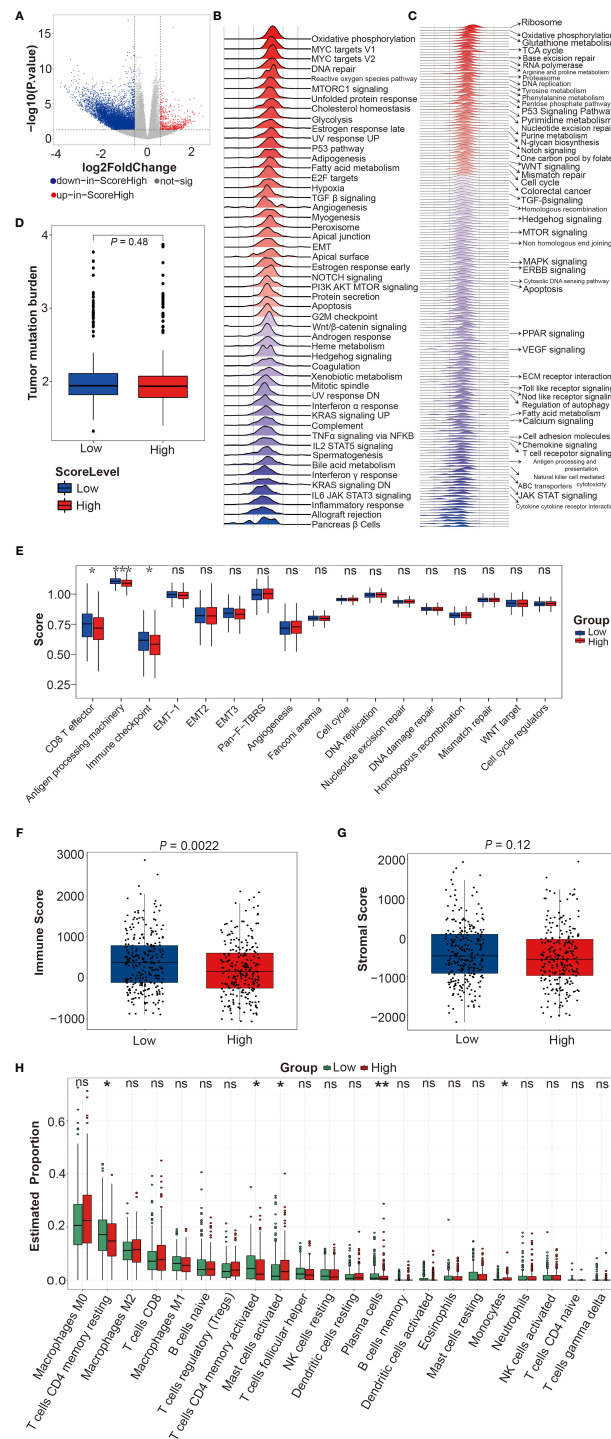 A
15
10
5
0
−4
−2
0
2
−log10(P.value)
log2FoldChange
down−in−ScoreHigh
not−sig
up−in−ScoreHigh
B
Oxidative phosphorylation
MYC targets V1
MYC targets V2
DNA repair
Reactive oxygen species pathway
MTORC1 signaling
Unfolded protein response
Cholesterol homeostasis
Glycolysis
Estrogen response late
UV response UP
P53 pathway
Adipogenesis
Fatty acid metabolism
E2F targets
Hypoxia
TGF β signaling
Angiogenesis
Myogenesis
Peroxisome
Apical junction
EMT
Apical surface
Estrogen response early
NOTCH signaling
PI3K AKT MTOR signaling
Protein secretion
Apoptosis
G2M checkpoint
Wnt/β-catenin signaling
Androgen response
Heme metabolism
Hedgehog signaling
Coagulation
Xenobiotic metabolism
Mitotic spindle
UV response DN
Interferon α response
KRAS signaling UP
Complement
TNFα signaling via NFKB
IL2 STAT5 signaling
Spermatogenesis
Bile acid metabolism
Interferon γ response
KRAS signaling DN
IL6 JAK STAT3 signaling
Inflammatory response
Allograft rejection
Pancreas β Cells
C
Ribosome
Oxidative phosphorylation
Glutathione metabolism
TCA cycle
Base excision repair
RNA polymerase
Arginine and proline metabolism
Proteasome
DNA replication
Tyrosine metabolism
Phenylalanine metabolism
Pentose phosphate pathway
P53 Signaling Pathway
Pyrimidine metabolism
Nucleotide excision repair
Purine metabolism
N-glycan biosynthesis
Notch signaling
One carbon pool by folate
WNT signaling
Mismatch repair
Cell cycle
Colorectal cancer
TGF-βsignaling
Homologous recombination
Hedgehog signaling
MTOR signaling
Non homologous end joining
MAPK signaling
ERBB signaling
Cytosolic DNA sensing pathway
Apoptosis
PPAR signaling
VEGF signaling
ECM receptor interaction
Toll like receptor signaling
Nod like receptor signaling
Regulation of autophagy
Fatty acid metabolism
Calcium signaling
Cell adhesion molecules
Chemokine signaling
T cell receptor signaling
Antigen processing and
presentation
Natural killer cell mediated
cytotoxicity
ABC transporters
JAK STAT signaling
Cytokine cytokine receptor interaction
D
P = 0.48
4
3
2
Tumor mutation burden
Low
High
ScoreLevel
Low
High
E
* *** * ns ns ns ns ns ns ns ns ns ns ns ns ns ns
1.00
0.75
0.50
0.25
Score
CD8 T effector
Antigen processing machinery
Immune checkpoint
EMT−1
EMT2
EMT3
Pan−F−TBRS
Angiogenesis
Fanconi anemia
Cell cycle
DNA replication
Nucleotide excision repair
DNA damage repair
Homologous recombination
Mismatch repair
WNT target
Cell cycle regulators
Group
Low
High
F
P = 0.0022
3000
2000
1000
0
−1000
Immune Score
Low
High
G
P = 0.12
2000
1000
0
−1000
−2000
Stromal Score
Low
High
H
Group Low High
ns * ns ns ns ns ns * * ns ns ns ** ns ns ns ns * ns ns ns ns
0.6
0.4
0.2
0.0
Estimated Proportion
Macrophages M0
T cells CD4 memory resting
Macrophages M2
T cells CD8
Macrophages M1
B cells naive
T cells regulatory (Tregs)
T cells CD4 memory activated
Mast cells activated
T cells follicular helper
NK cells resting
Dendritic cells resting
Plasma cells
B cells memory
Dendritic cells activated
Eosinophils
Mast cells resting
Monocytes
Neutrophils
NK cells activated
T cells CD4 naive
T cells gamma delta